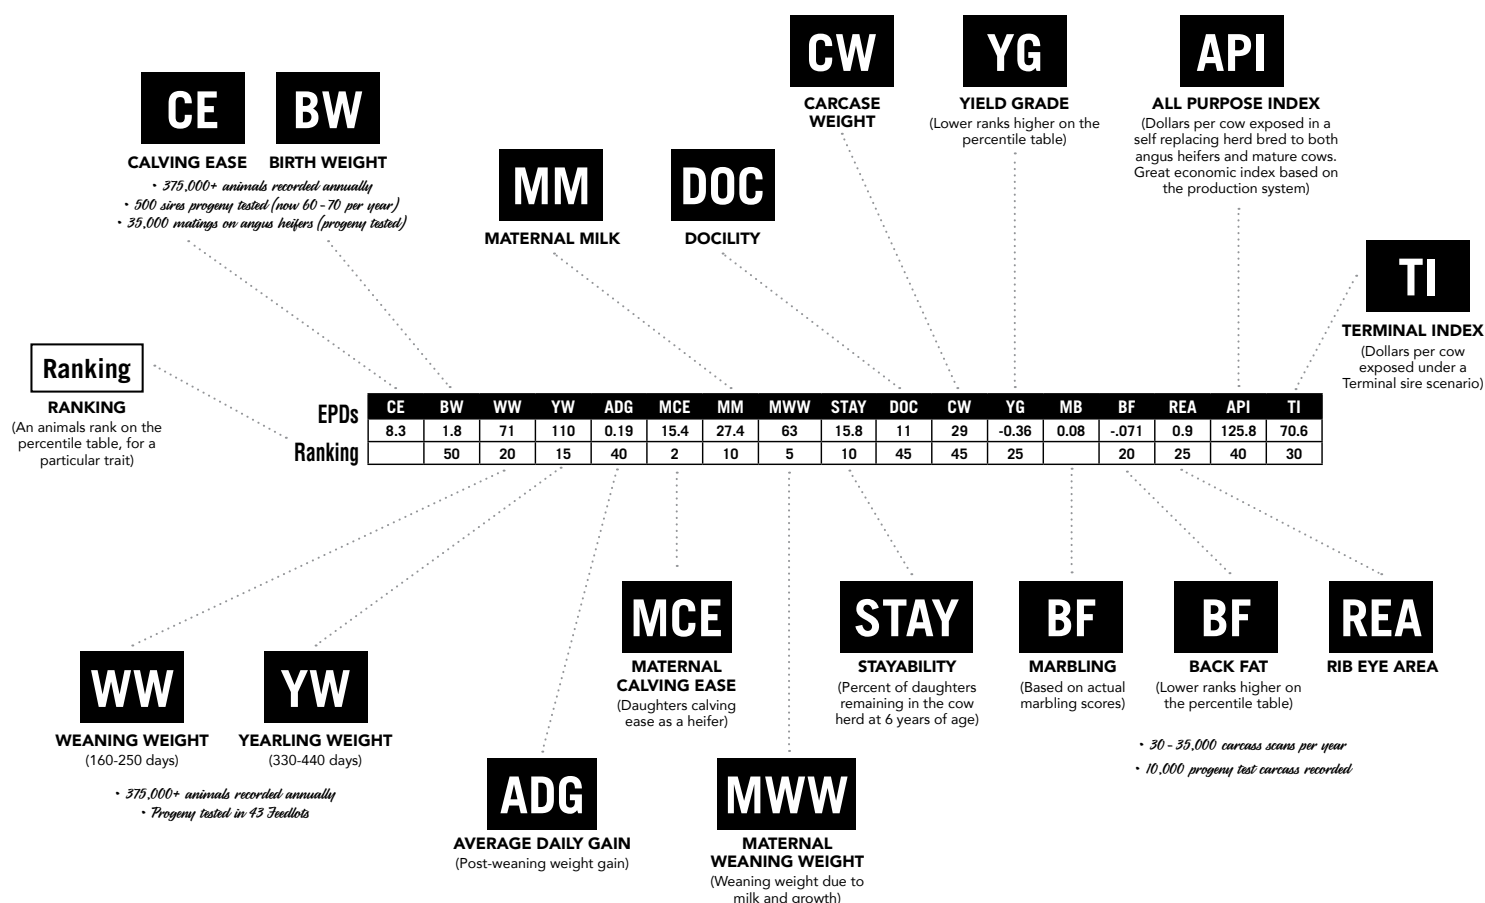 CW
CARCASE
WEIGHT
YG
YIELD GRADE
(Lower ranks higher on the
percentile table)
API
ALL PURPOSE INDEX
(Dollars per cow exposed in a
self replacing herd bred to both
angus heifers and mature cows.
Great economic index based on
the production system)
CE
CALVING EASE
BW
BIRTH WEIGHT
• 375,000+ animals recorded annually
• 500 sires progeny tested (now 60 - 70 per year)
• 35,000 matings on angus heifers (progeny tested)
MM
MATERNAL MILK
DOC
DOCILITY
TI
TERMINAL INDEX
(Dollars per cow
exposed under a
Terminal sire scenario)
Ranking
RANKING
(An animals rank on the
percentile table, for a
particular trait)
EPDs CE BW WW YW ADG MCE MM MWW STAY DOC CW YG MB BF REA API TI
8.3 1.8 71 110 0.19 15.4 27.4 63 15.8 11 29 -0.36 0.08 -.071 0.9 125.8 70.6
Ranking 50 20 15 40 2 10 5 10 45 45 25 20 25 40 30
WW
WEANING WEIGHT
(160-250 days)
YW
YEARLING WEIGHT
(330-440 days)
• 375,000+ animals recorded annually
• Progeny tested in 43 Feedlots
ADG
AVERAGE DAILY GAIN
(Post-weaning weight gain)
MCE
MATERNAL
CALVING EASE
(Daughters calving
ease as a heifer)
MWW
MATERNAL
WEANING WEIGHT
(Weaning weight due to
milk and growth)
STAY
STAYABILITY
(Percent of daughters
remaining in the cow
herd at 6 years of age)
BF
MARBLING
(Based on actual
marbling scores)
BF
BACK FAT
(Lower ranks higher on
the percentile table)
REA
RIB EYE AREA
• 30 - 35,000 carcass scans per year
• 10,000 progeny test carcass recorded